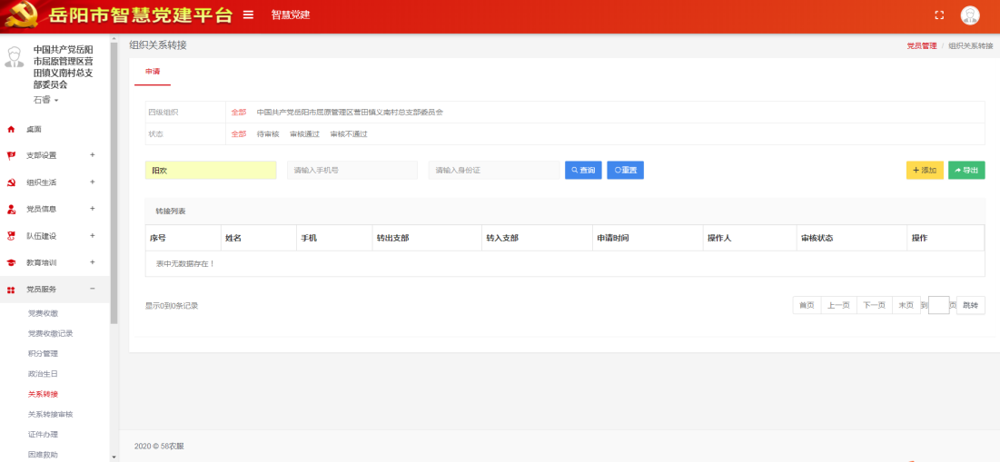 岳阳市智慧党建平台
智慧党建
中国共产党岳阳
市屈原管理区营
田镇义南村总支
部委员会
石睿
桌面
支部设置 +
组织生活 +
党员信息 +
队伍建设 +
教育培训 +
党员服务 −
党费收缴
党费收缴记录
积分管理
政治生日
关系转接
关系转接审核
证件办理
困难救助
组织关系转接
党员管理 / 组织关系转接
申请
四级组织 全部 中国共产党岳阳市屈原管理区营田镇义南村总支部委员会
状态 全部 待审核 审核通过 审核不通过
阳欢 请输入手机号 请输入身份证 查询 重置 +添加 导出
转接列表
序号 姓名 手机 转出支部 转入支部 申请时间 操作人 审核状态 操作
表中无数据存在！
显示0到0条记录 首页 上一页 下一页 末页 到 页 跳转
2020 © 58农服